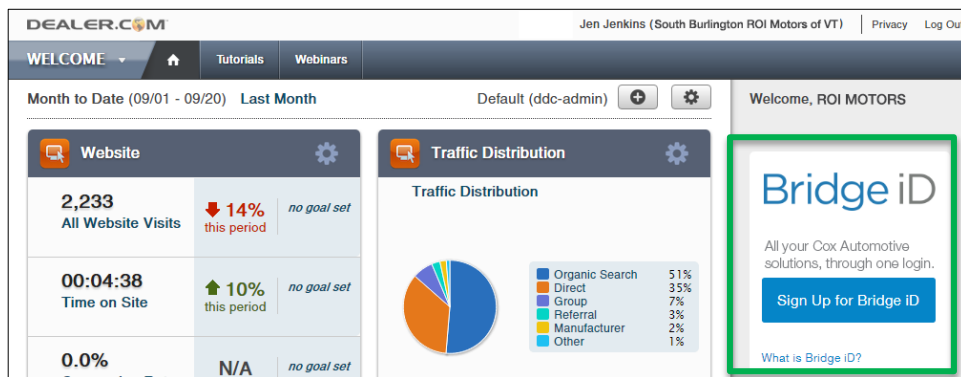 DEALER.COM
Jen Jenkins (South Burlington ROI Motors of VT) Privacy Log Out
WELCOME Tutorials Webinars
Month to Date (09/01 - 09/20) Last Month
Default (ddc-admin)
Welcome, ROI MOTORS
Website
2,233
All Website Visits
14%
this period
no goal set
00:04:38
Time on Site
10%
this period
no goal set
0.0%
N/A
no goal set
Traffic Distribution
Traffic Distribution
Organic Search 51%
Direct 35%
Group 7%
Referral 3%
Manufacturer 2%
Other 1%
Bridge iD
All your Cox Automotive
solutions, through one login.
Sign Up for Bridge iD
What is Bridge iD?